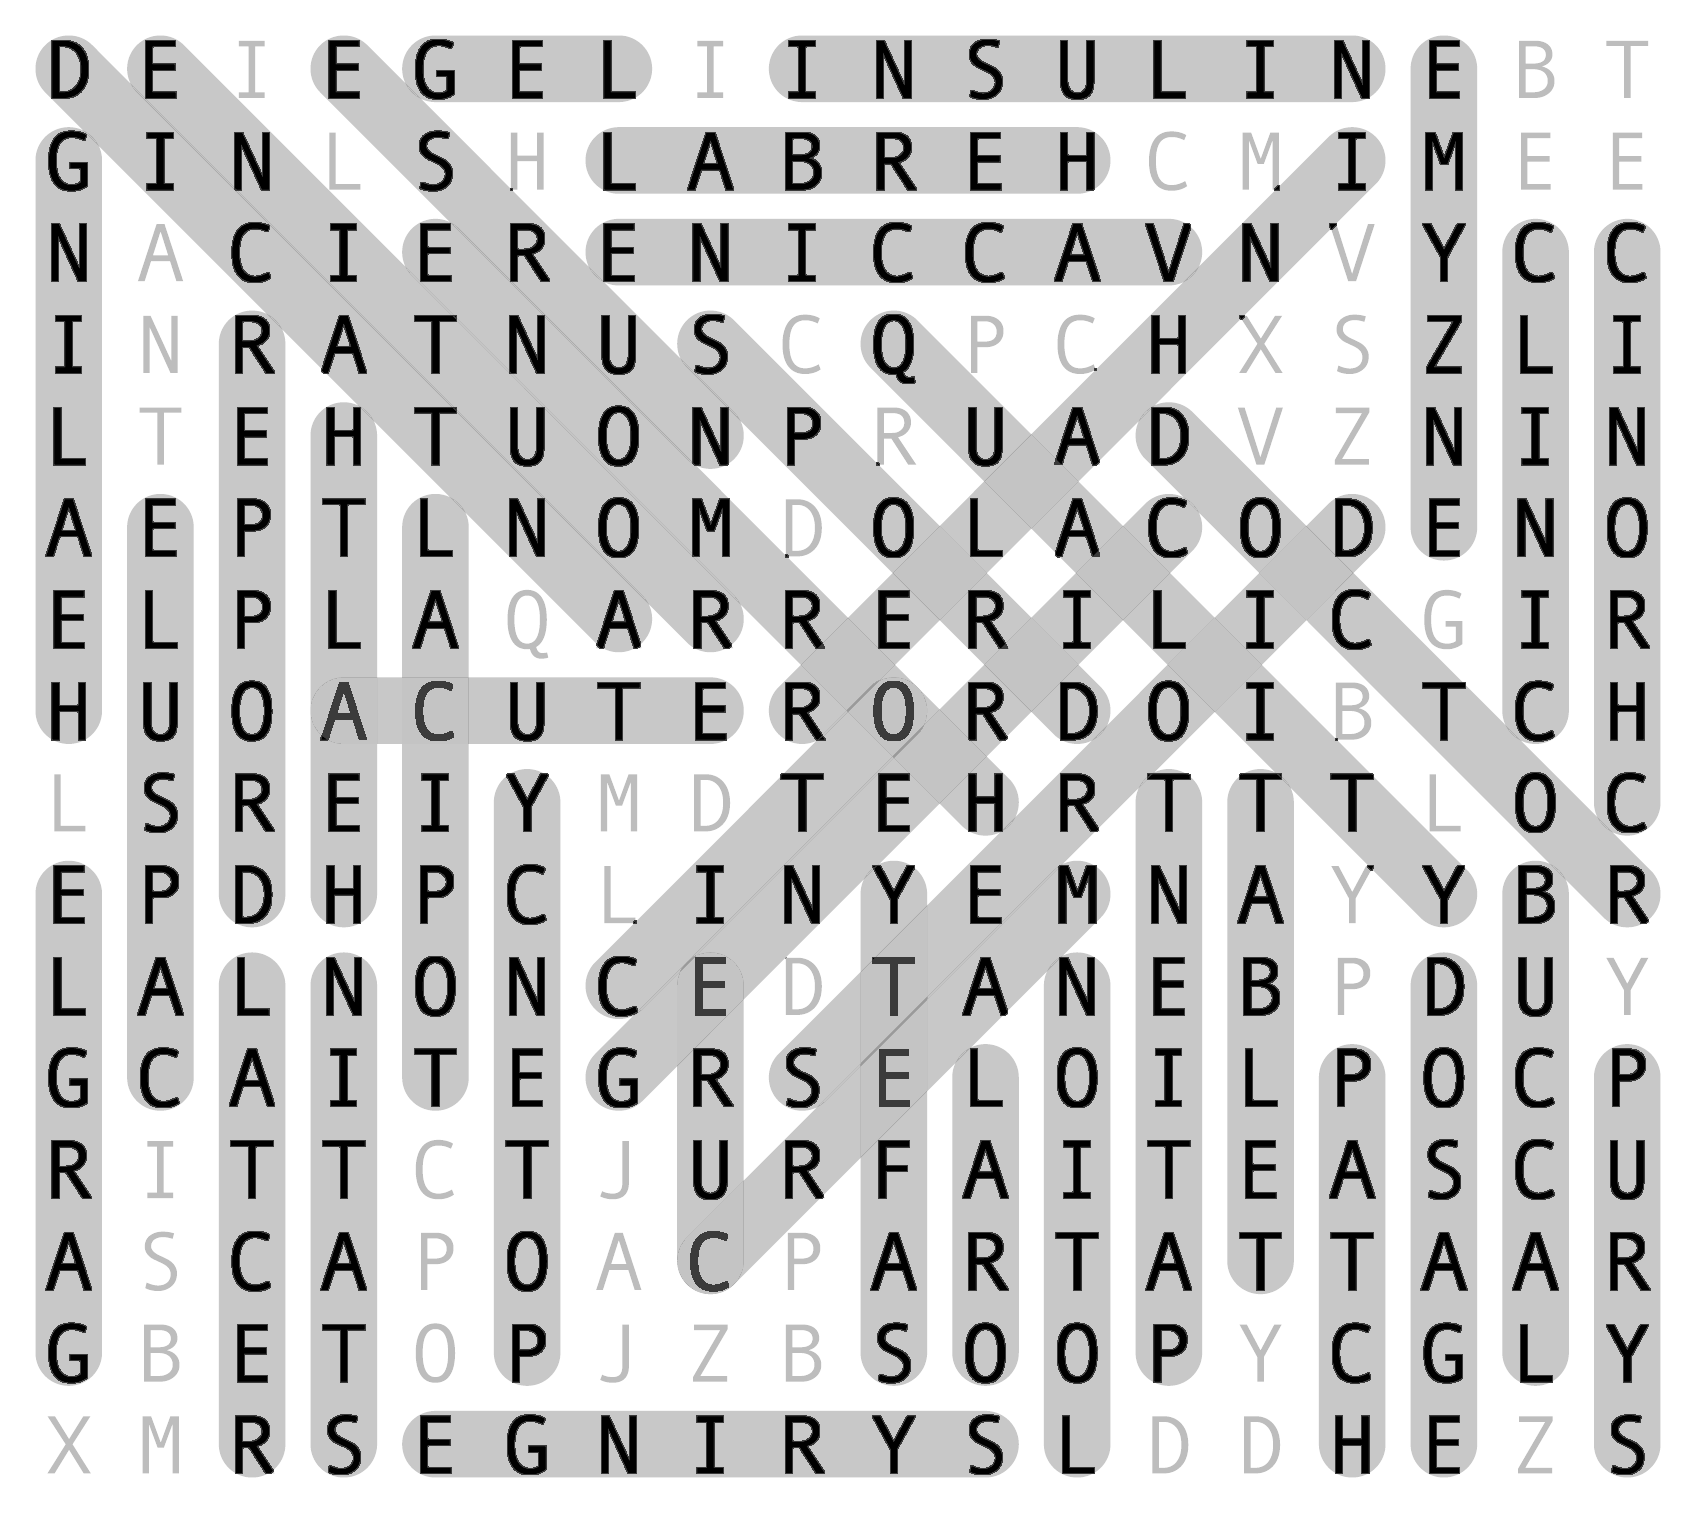 D E I E G E L I I N S U L I N E B T
G I N L S H L A B R E H C M I M E E
N A C I E R E N I C C A V N V Y C C
I N R A T N U S C Q P C H X S Z L I
L T E H T U O N P R U A D V Z N I N
A E P T L N O M D O L A C O D E N O
E L P L A Q A R R E R I L I C G I R
H U O A C U T E R O R D O I B T C H
L S R E I Y M D T E H R T T T L O C
E P D H P C L I N Y E M N A Y Y B R
L A L N O N C E D T A N E B P D U Y
G C A I T E G R S E L O I L P O C P
R I T T C T J U R F A I T E A S C U
A S C A P O A C P A R T A T T A A R
G B E T O P J Z B S O O P Y C G L Y
X M R S E G N I R Y S L D D H E Z S